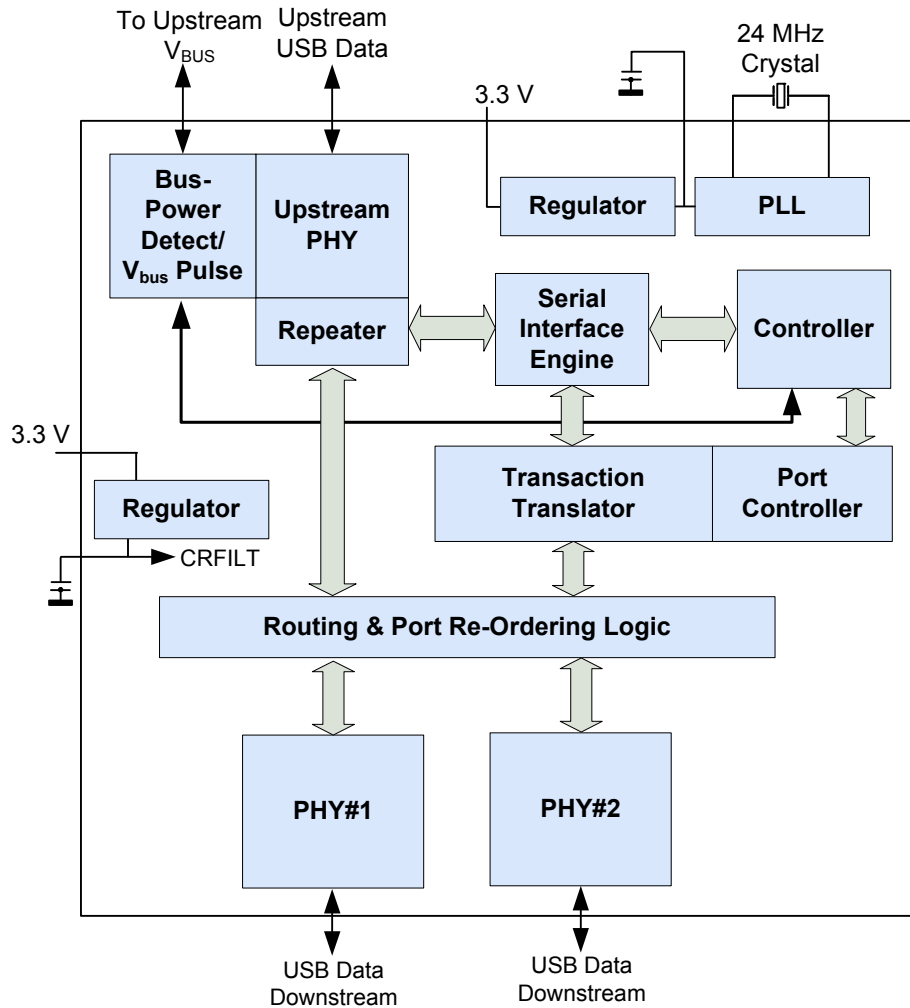 To Upstream
VBUS
Upstream
USB Data
24 MHz
Crystal
3.3 V
Bus-
Power
Detect/
Vbus Pulse
Upstream
PHY
Regulator
PLL
Repeater
Serial
Interface
Engine
Controller
3.3 V
Regulator
CRFILT
Transaction
Translator
Port
Controller
Routing & Port Re-Ordering Logic
PHY#1
PHY#2
USB Data
Downstream
USB Data
Downstream